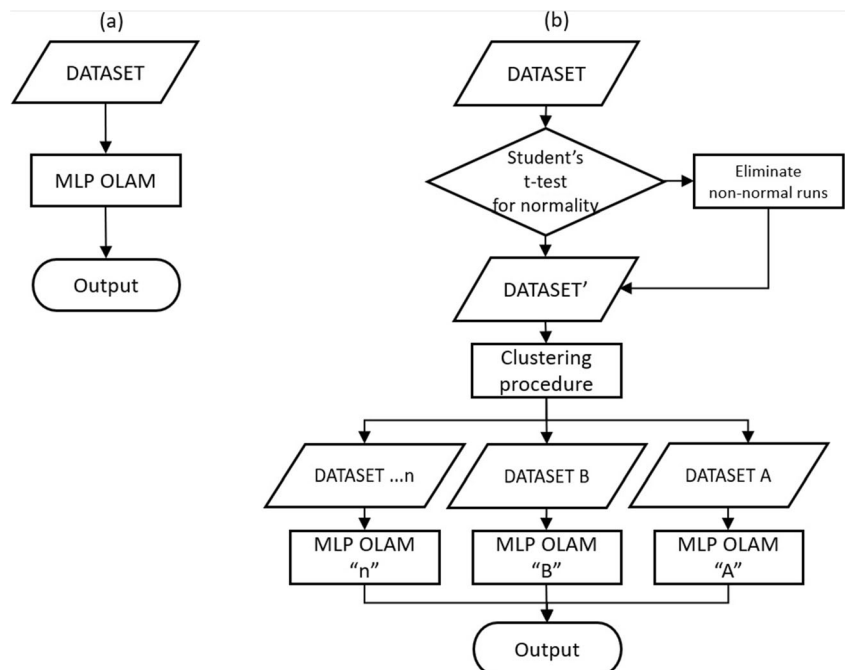 (a)
DATASET
MLP OLAM
Output
(b)
DATASET
Student’s
t-test
for normality
Eliminate
non-normal runs
DATASET’
Clustering
procedure
DATASET ...n
DATASET B
DATASET A
MLP OLAM
“n”
MLP OLAM
“B”
MLP OLAM
“A”
Output